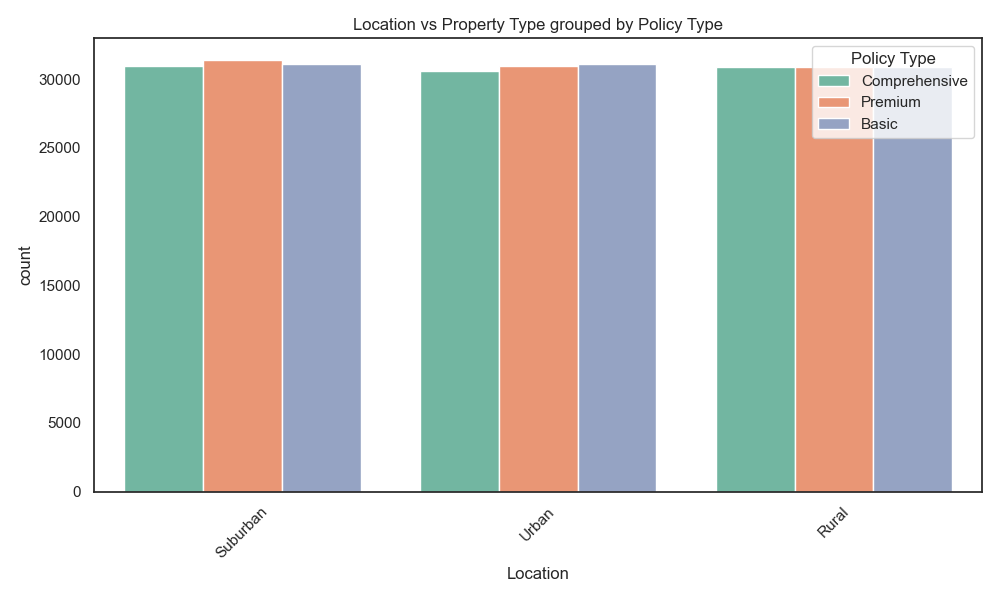 Location vs Property Type grouped by Policy Type
Policy Type
Comprehensive
Premium
Basic
30000
25000
20000
15000
10000
5000
0
count
Suburban
Urban
Rural
Location